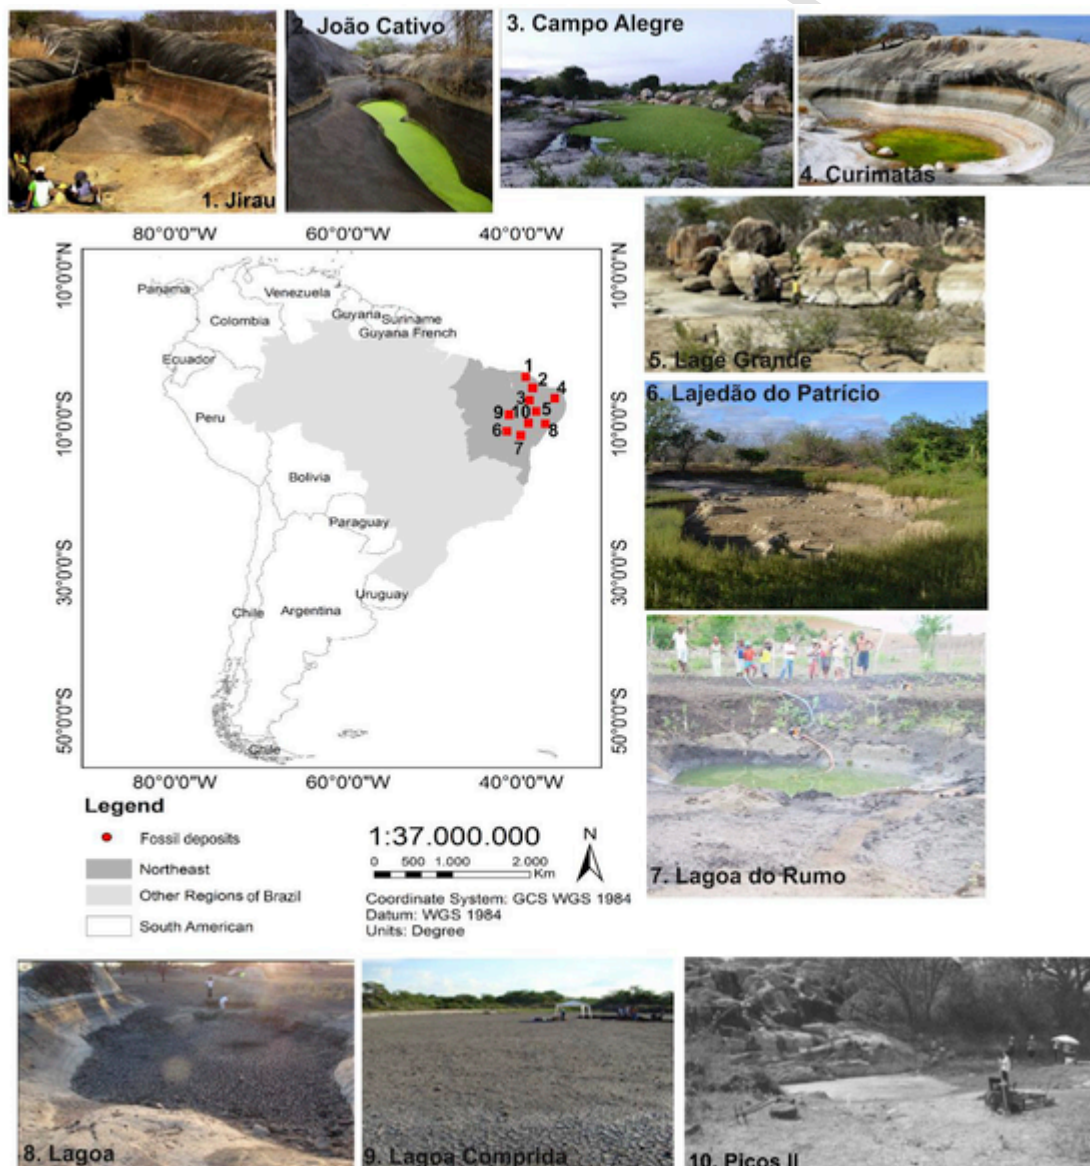 2. João Cativo
3. Campo Alegre
1. Jirau
4. Curimatás
80°0'0"W 60°0'0"W 40°0'0"W
5. Lage Grande
6. Lajedão do Patrício
7. Lagoa do Rumo
10°0'0"N
10°0'0"S
30°0'0"S
50°0'0"S
10°0'0"N
10°0'0"S
30°0'0"S
50°0'0"S
Panama
Venezuela
Colombia
Guyana
Suriname
Guyana French
Ecuador
Peru
Bolivia
Paraguay
Chile
Argentina
Uruguay
Chile
1
2
3
4
5
9
10
6
7
8
80°0'0"W 60°0'0"W 40°0'0"W
Legend
Fossil deposits
Northeast
Other Regions of Brazil
South American
1:37.000.000
N
0 500 1.000 2.000
Km
Coordinate System: GCS WGS 1984
Datum: WGS 1984
Units: Degree
8. Lagoa
9. Lagoa Comprida
10. Picos II